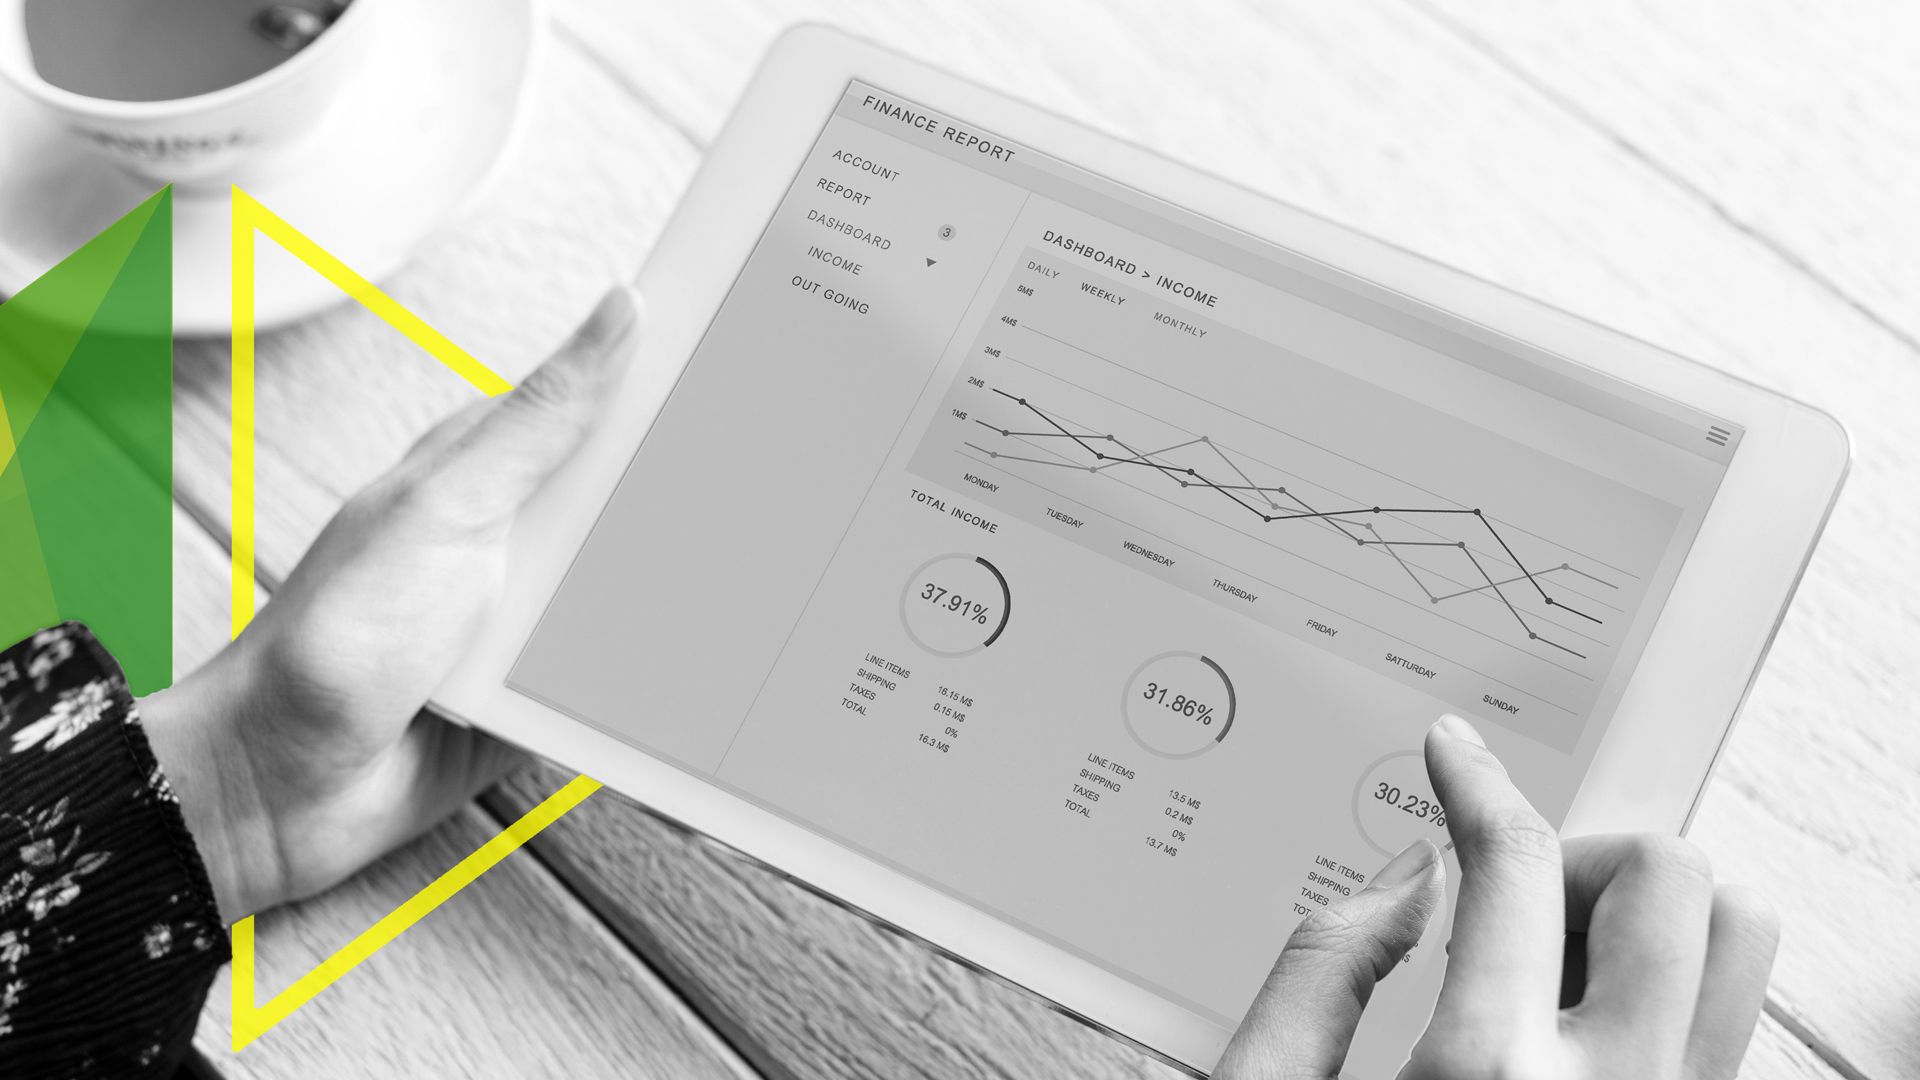 FINANCE REPORT
ACCOUNT
REPORT
DASHBOARD 3
INCOME
OUT GOING
DASHBOARD > INCOME
DAILY WEEKLY MONTHLY
5M$
4M$
3M$
2M$
1M$
MONDAY TUESDAY WEDNESDAY THURSDAY FRIDAY SATTURDAY SUNDAY
TOTAL INCOME
37.91%
LINE ITEMS 16.15 M$
SHIPPING 0.15 M$
TAXES 0%
TOTAL 16.3 M$
31.86%
LINE ITEMS 13.5 M$
SHIPPING 0.2 M$
TAXES 0%
TOTAL 13.7 M$
30.23%
LINE ITEMS
SHIPPING
TAXES